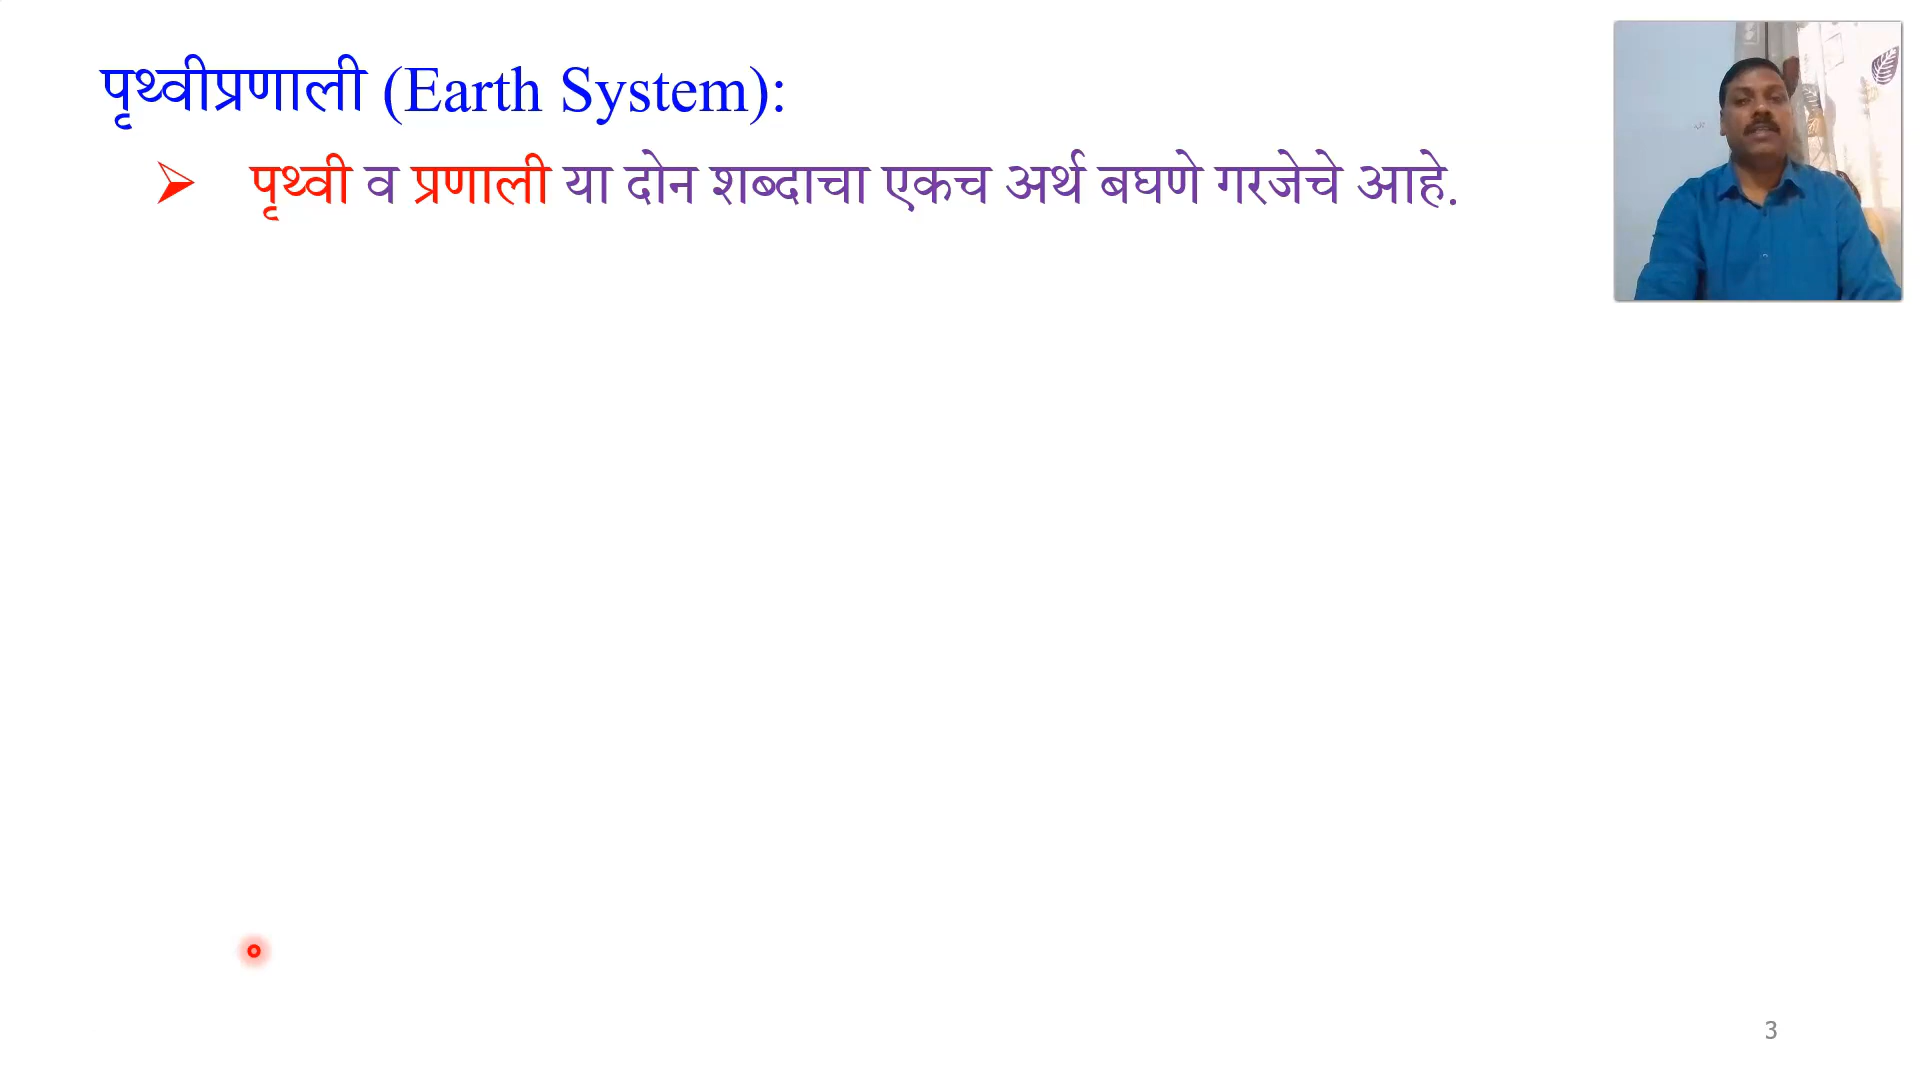 पृथ्वीप्रणाली (Earth System):
➢ पृथ्वी व प्रणाली या दोन शब्दाचा एकच अर्थ बघणे गरजेचे आहे.
3